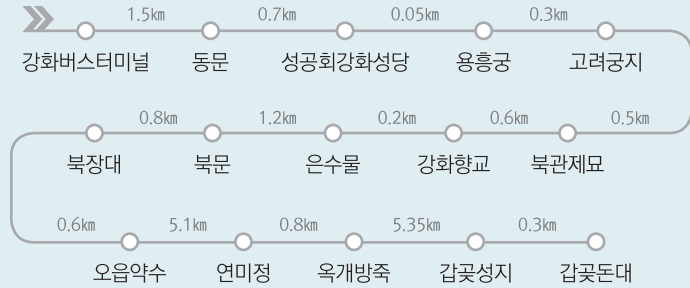 1.5㎞ 0.7㎞ 0.05㎞ 0.3㎞
강화버스터미널 동문 성공회강화성당 용흥궁 고려궁지
0.8㎞ 1.2㎞ 0.2㎞ 0.6㎞ 0.5㎞
북장대 북문 은수물 강화향교 북관제묘
0.6㎞ 5.1㎞ 0.8㎞ 5.35㎞ 0.3㎞
오읍약수 연미정 옥개방죽 갑곶성지 갑곶돈대